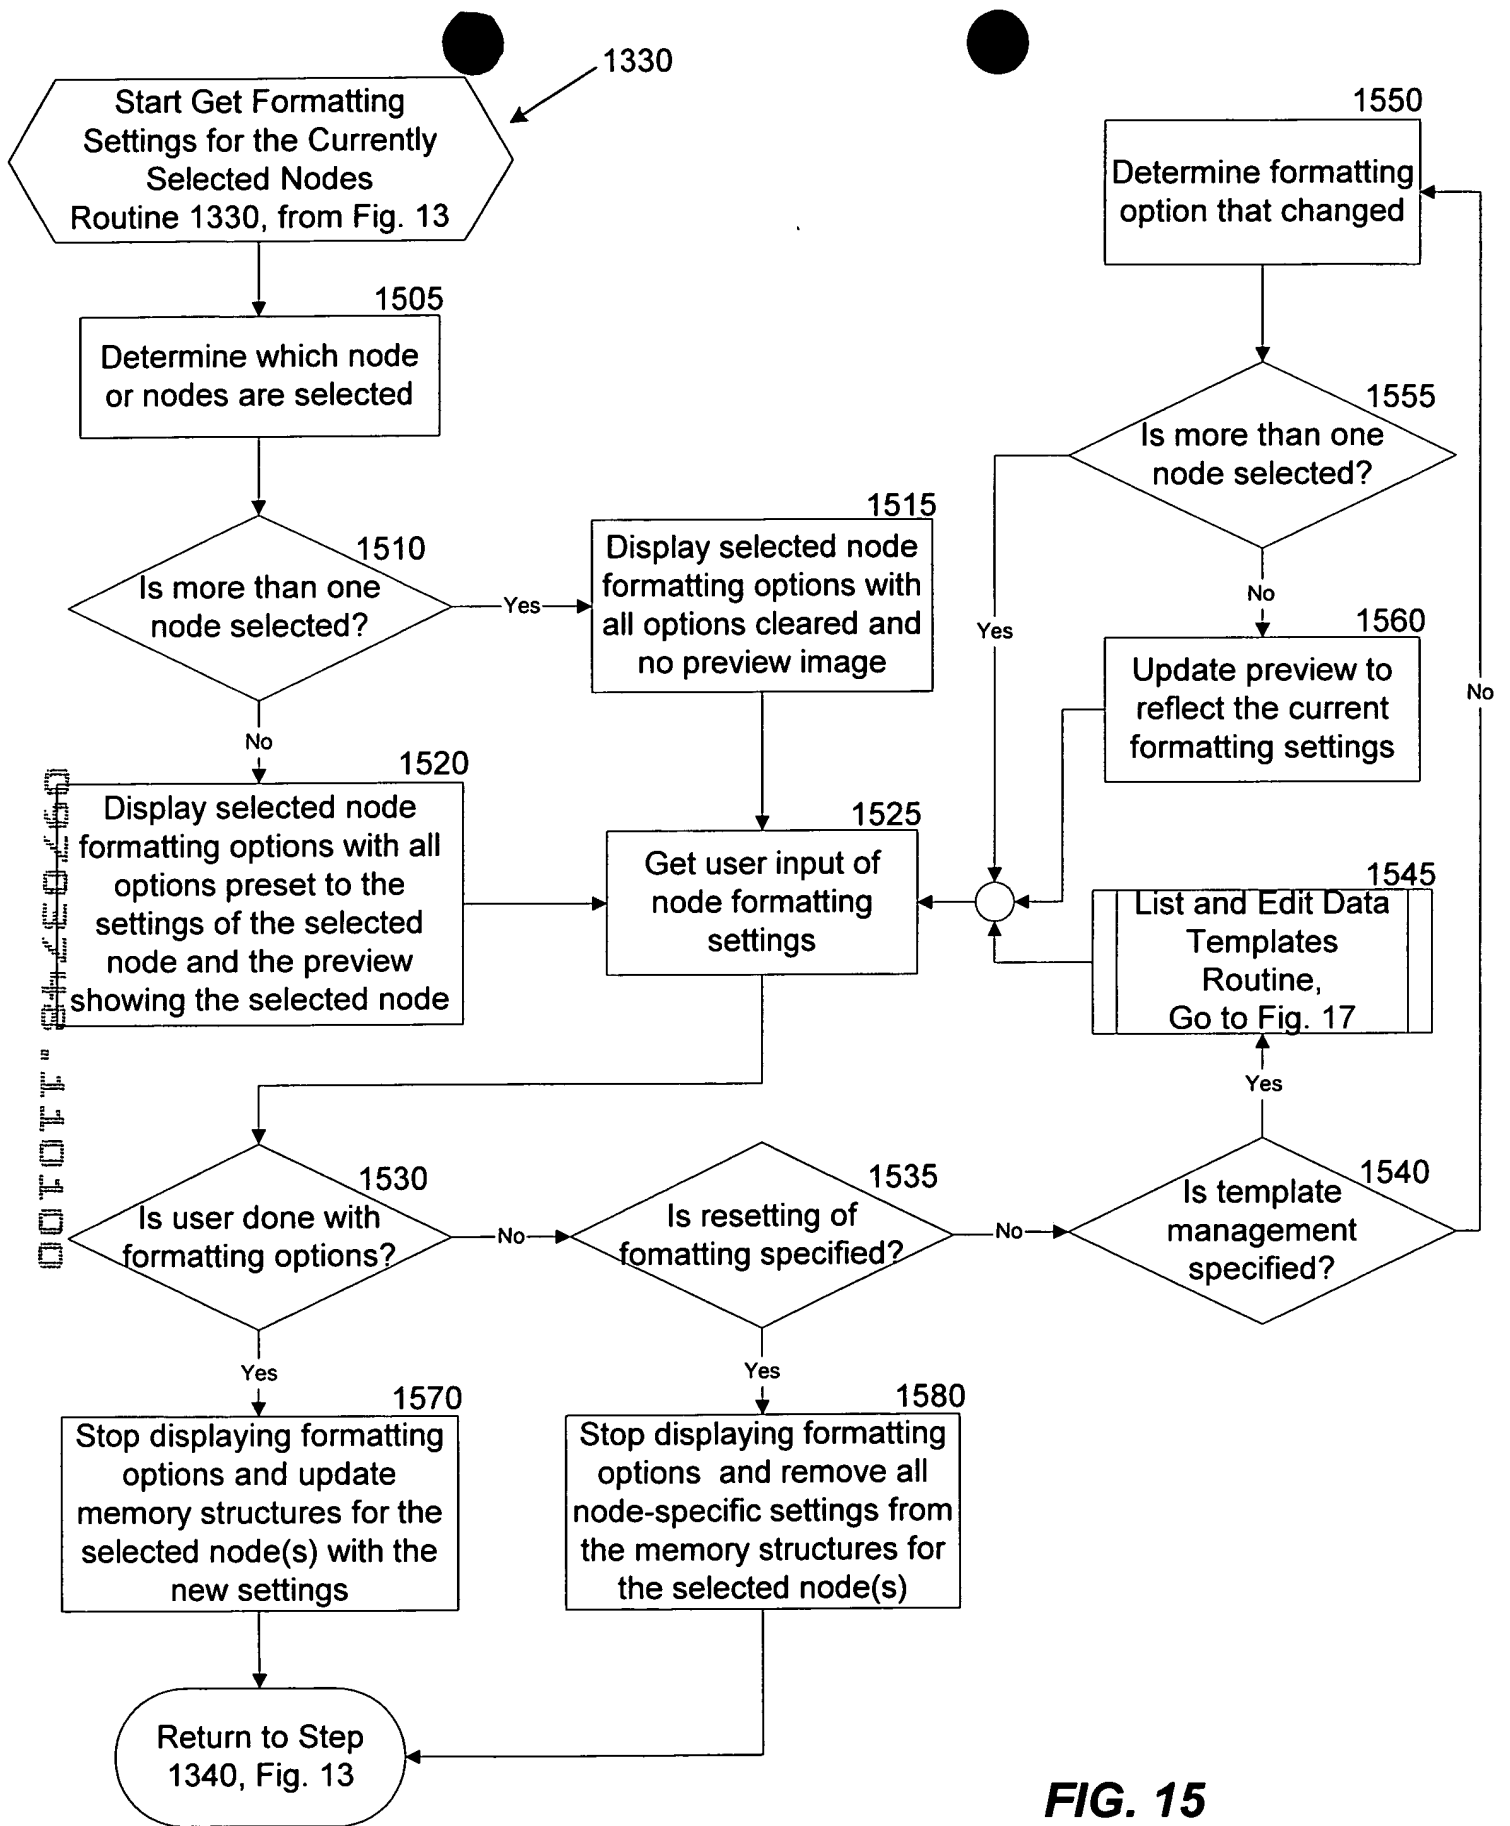 1330
Start Get Formatting
Settings for the Currently
Selected Nodes
Routine 1330, from Fig. 13
1505
Determine which node
or nodes are selected
1510
Is more than one
node selected?
Yes
No
1515
Display selected node
formatting options with
all options cleared and
no preview image
1520
Display selected node
formatting options with all
options preset to the
settings of the selected
node and the preview
showing the selected node
1525
Get user input of
node formatting
settings
1530
Is user done with
formatting options?
No
Yes
1535
Is resetting of
fomatting specified?
No
Yes
1540
Is template
management
specified?
Yes
No
1545
List and Edit Data
Templates
Routine,
Go to Fig. 17
1550
Determine formatting
option that changed
1555
Is more than one
node selected?
Yes
No
1560
Update preview to
reflect the current
formatting settings
1570
Stop displaying formatting
options and update
memory structures for the
selected node(s) with the
new settings
1580
Stop displaying formatting
options and remove all
node-specific settings from
the memory structures for
the selected node(s)
Return to Step
1340, Fig. 13
FIG. 15